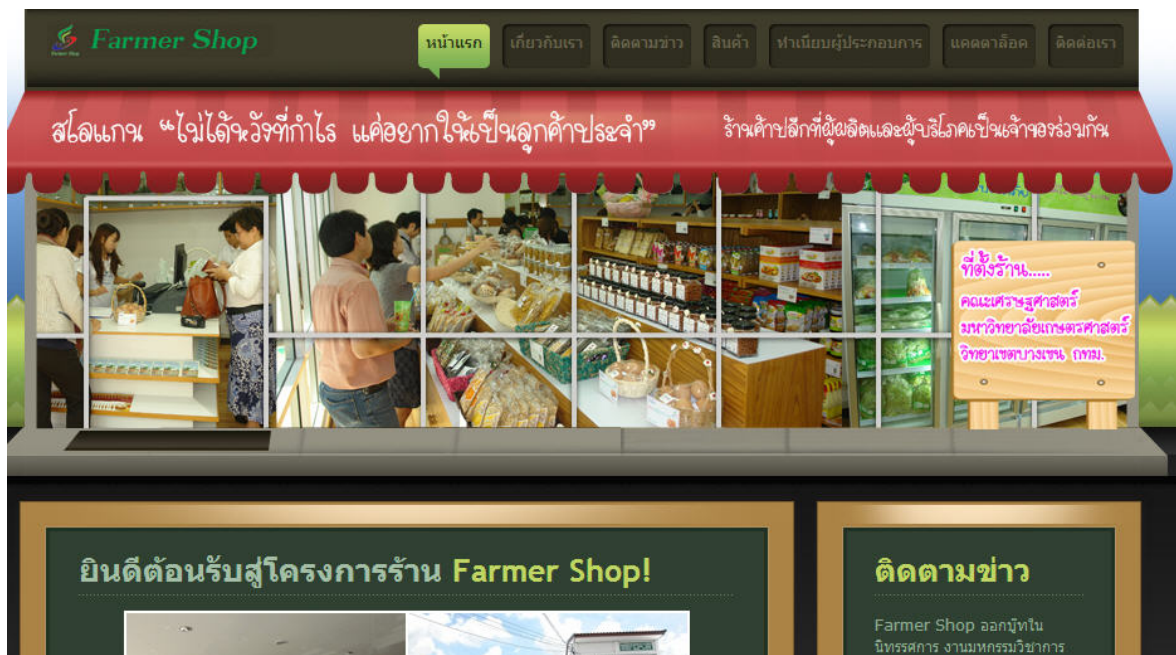 Farmer Shop
หน้าแรก เกี่ยวกับเรา ติดตามข่าว สินค้า ทำเนียบผู้ประกอบการ แคตตาล็อค ติดต่อเรา
สโลแกน “ไม่ได้หวังที่กำไร แค่อยากให้เป็นลูกค้าประจำ” ร้านค้าปลีกที่ผู้ผลิตและผู้บริโภคเป็นเจ้าของร่วมกัน
ที่ตั้งร้าน.....
คณะเศรษฐศาสตร์
มหาวิทยาลัยเกษตรศาสตร์
วิทยาเขตบางเขน กทม.
ยินดีต้อนรับสู่โครงการร้าน Farmer Shop!
ติดตามข่าว
Farmer Shop ออกบู๊ทใน
นิทรรศการ งานมหกรรมวิชาการ